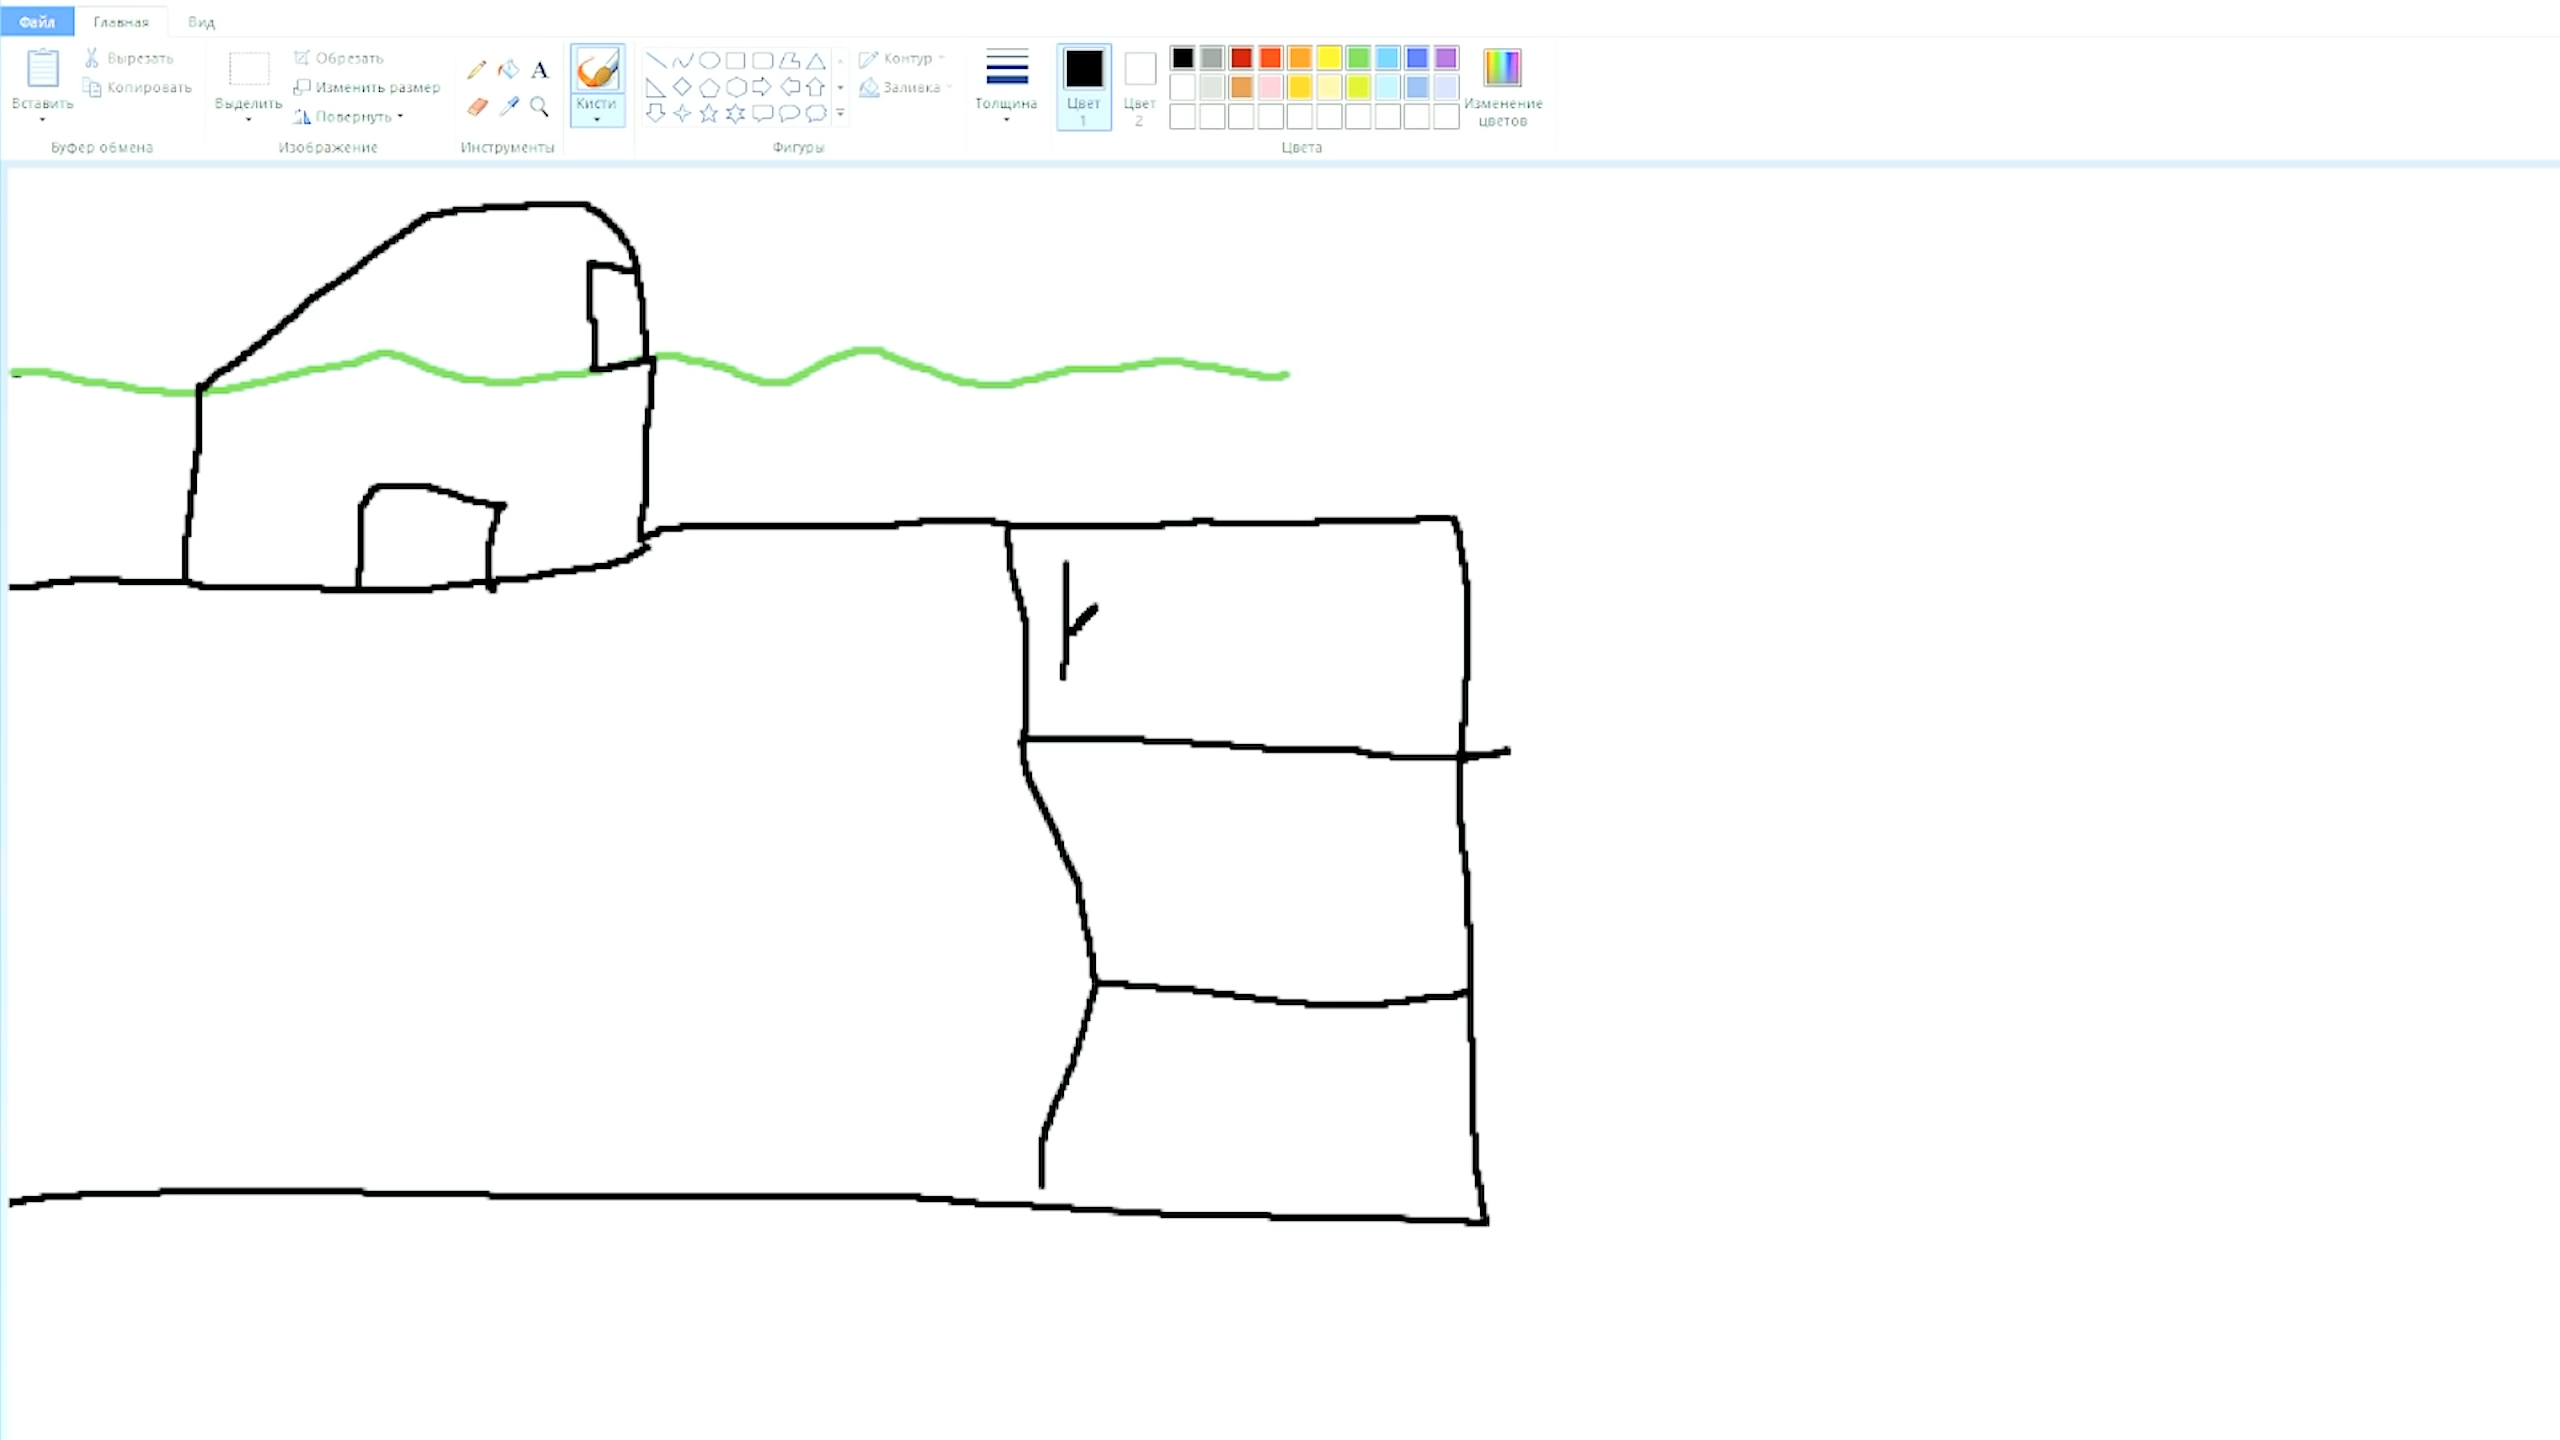 Файл Главная Вид
Вставить
Вырезать
Копировать
Буфер обмена
Выделить
Обрезать
Изменить размер
Повернуть
Изображение
A
Инструменты
Кисти
Контур
Заливка
Фигуры
Толщина
Цвет
1
Цвет
2
Изменение
цветов
Цвета